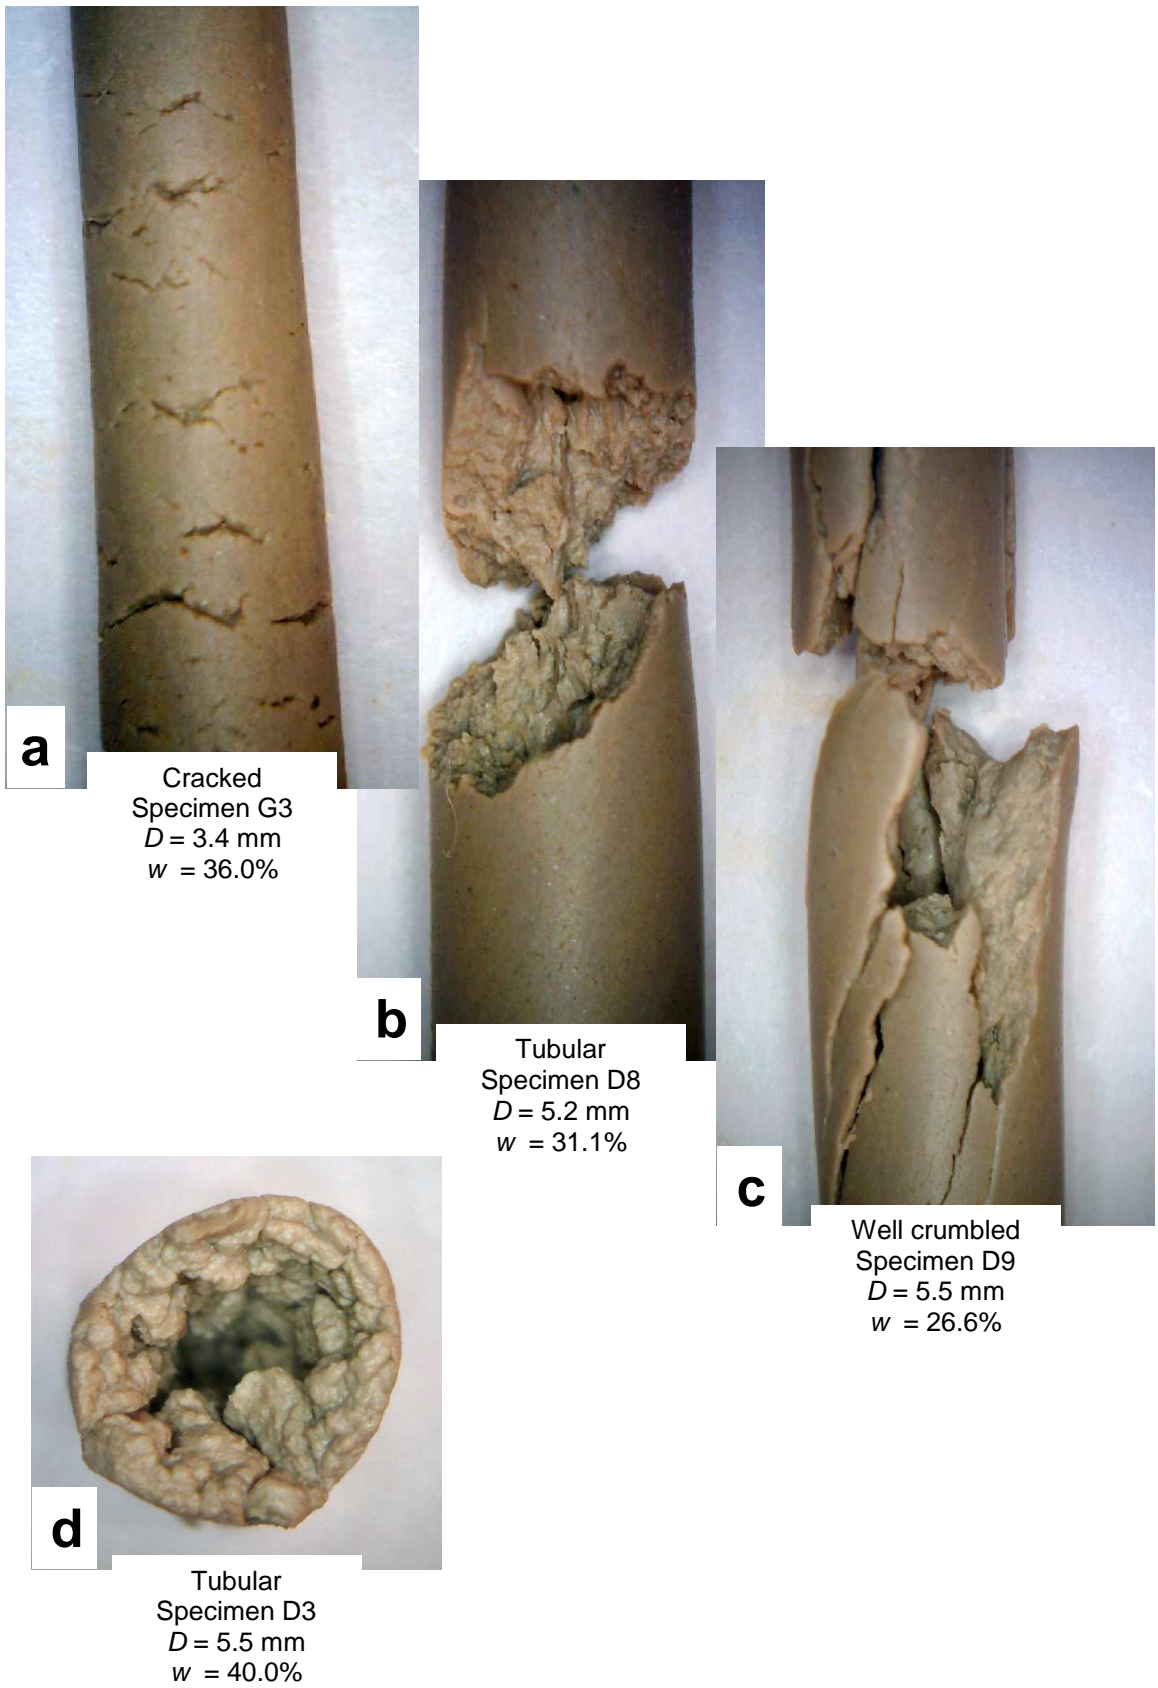 a
Cracked
Specimen G3
D = 3.4 mm
w = 36.0%
b
Tubular
Specimen D8
D = 5.2 mm
w = 31.1%
c
Well crumbled
Specimen D9
D = 5.5 mm
w = 26.6%
d
Tubular
Specimen D3
D = 5.5 mm
w = 40.0%